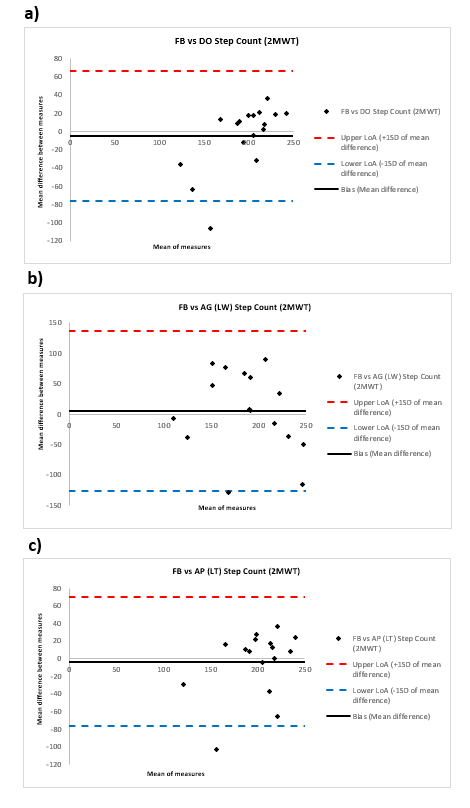 a)
FB vs DO Step Count (2MWT)
80
60
40
20
0
-20
-40
-60
-80
-100
-120
0 50 100 150 200 250
Mean difference between measures
Mean of measures
FB vs DO Step Count (2MWT)
Upper LoA (+1SD of mean
difference)
Lower LoA (-1SD of mean
difference)
Bias (Mean difference)
b)
FB vs AG (LW) Step Count (2MWT)
150
100
50
0
-50
-100
-150
0 50 100 150 200 250
Mean difference between measures
Mean of measures
FB vs AG (LW) Step Count
(2MWT)
Upper LoA (+1SD of mean
difference)
Lower LoA (-1SD of mean
difference)
Bias (Mean difference)
c)
FB vs AP (LT) Step Count (2MWT)
80
60
40
20
0
-20
-40
-60
-80
-100
-120
0 50 100 150 200 250
Mean difference between measures
Mean of measures
FB vs AP (LT) Step Count
(2MWT)
Upper LoA (+1SD of mean
difference)
Lower LoA (-1SD of mean
difference)
Bias (Mean difference)